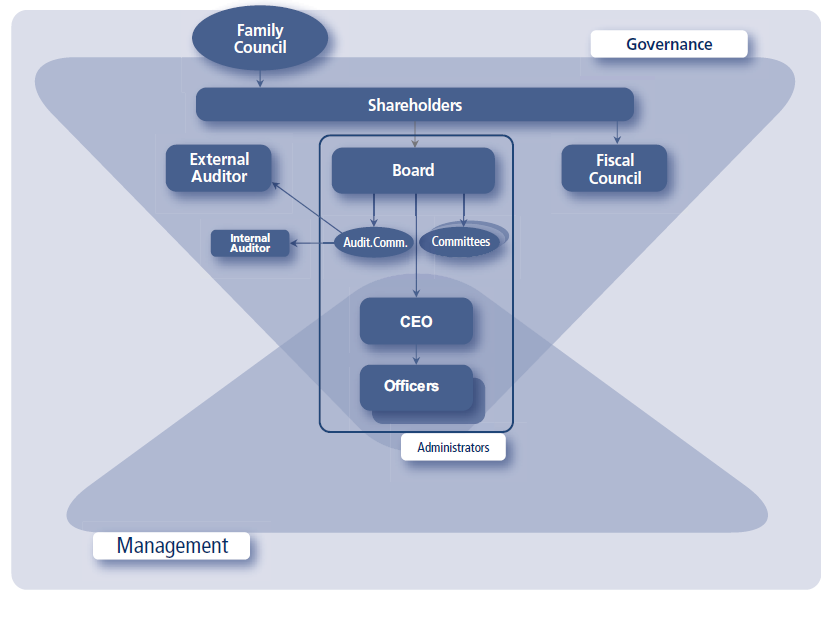 Family
Council
Governance
Shareholders
External
Auditor
Board
Fiscal
Council
Internal
Auditor
Audit.Comm.
Committees
CEO
Officers
Administrators
Management